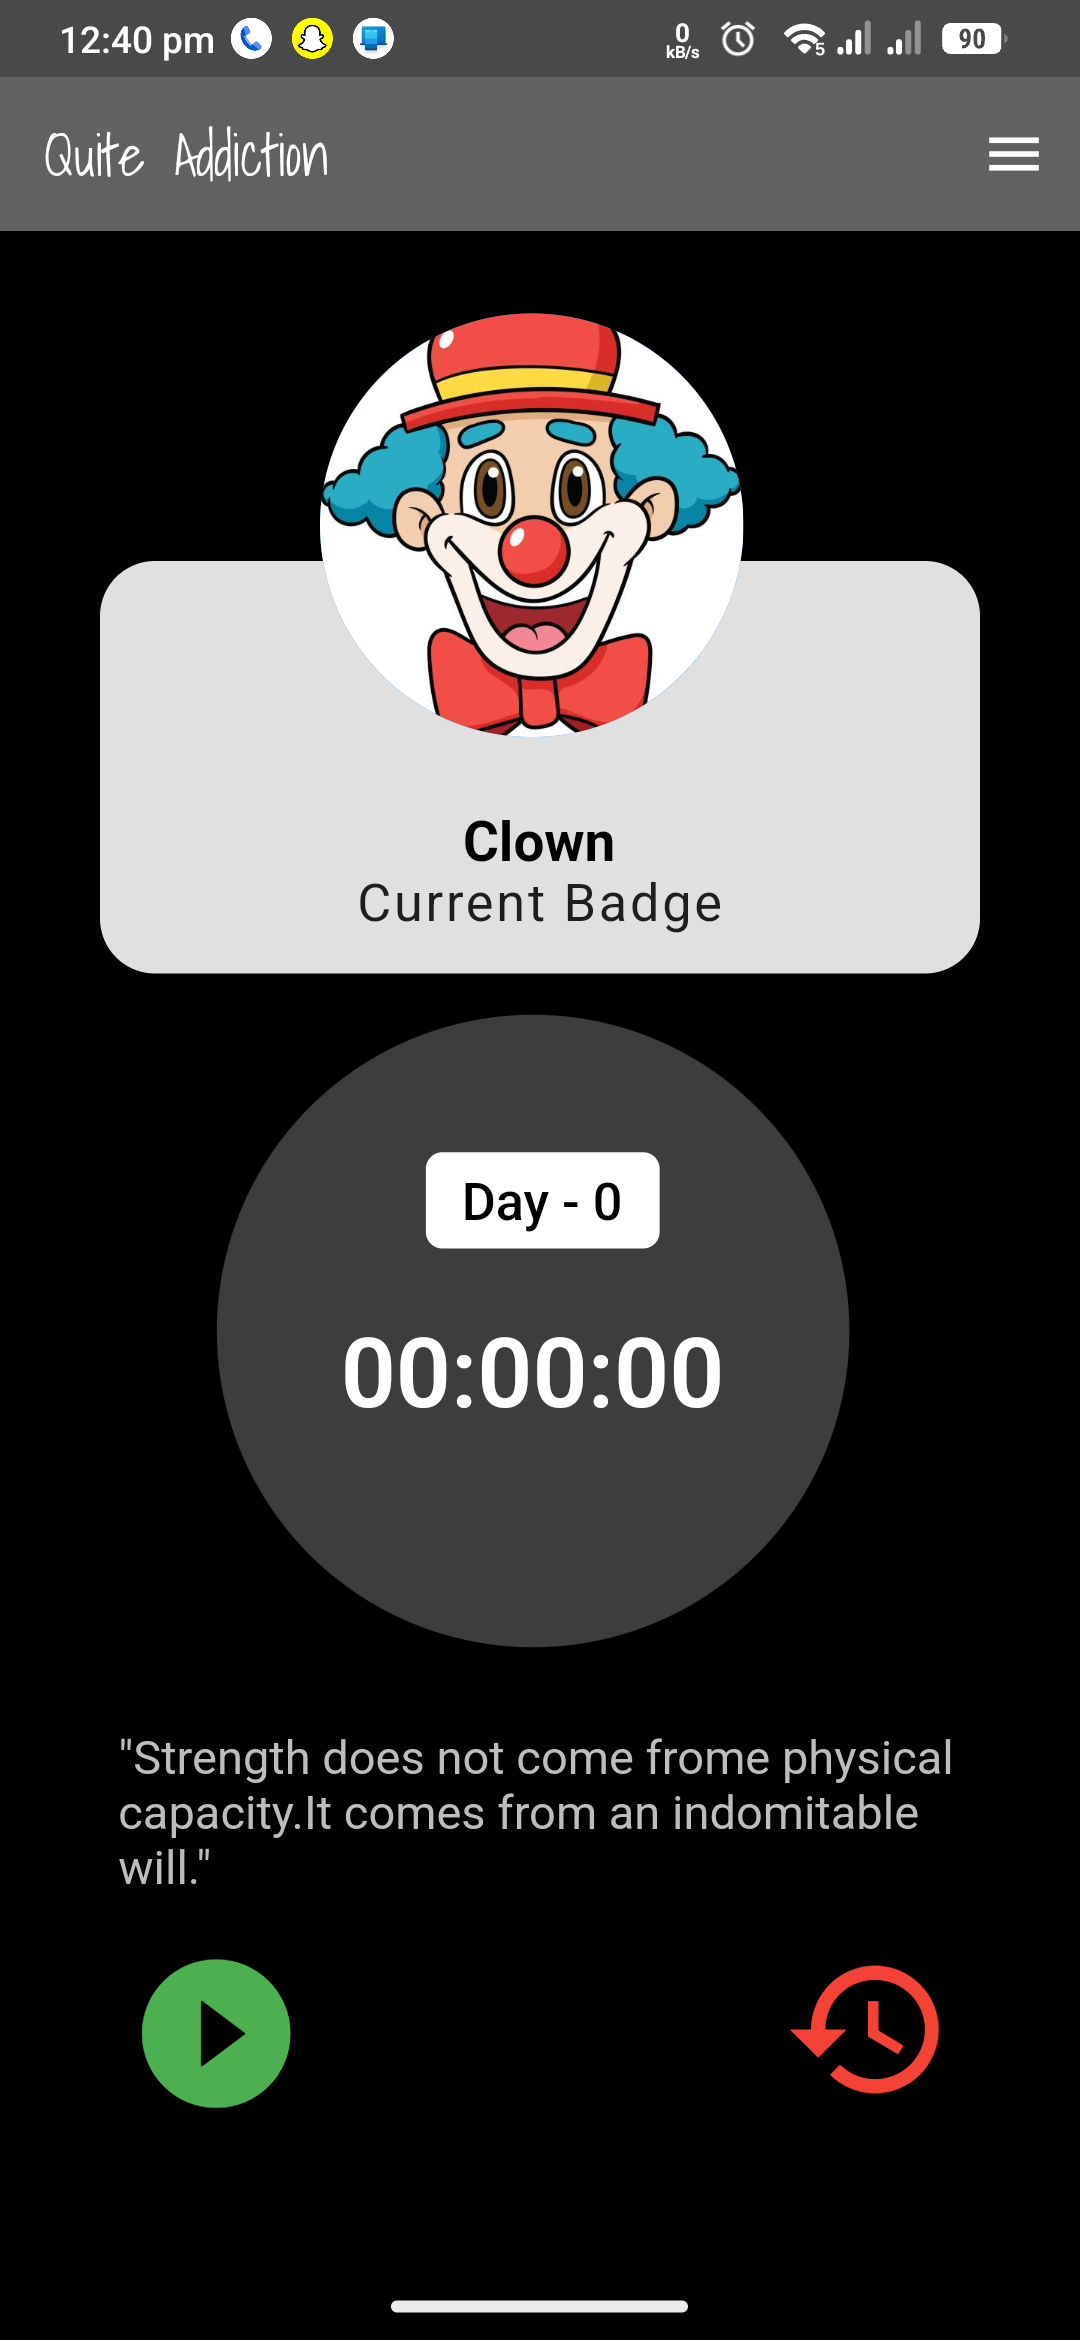 12:40 pm
0
kB/s
5
90
Quite Addiction
Clown
Current Badge
Day - 0
00:00:00
"Strength does not come frome physical
capacity.It comes from an indomitable
will."